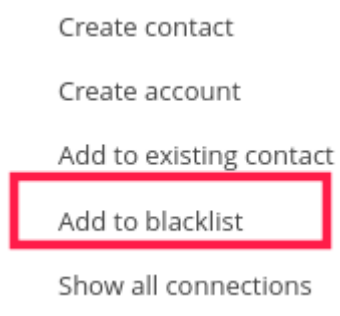 Create contact
Create account
Add to existing contact
Add to blacklist
Show all connections